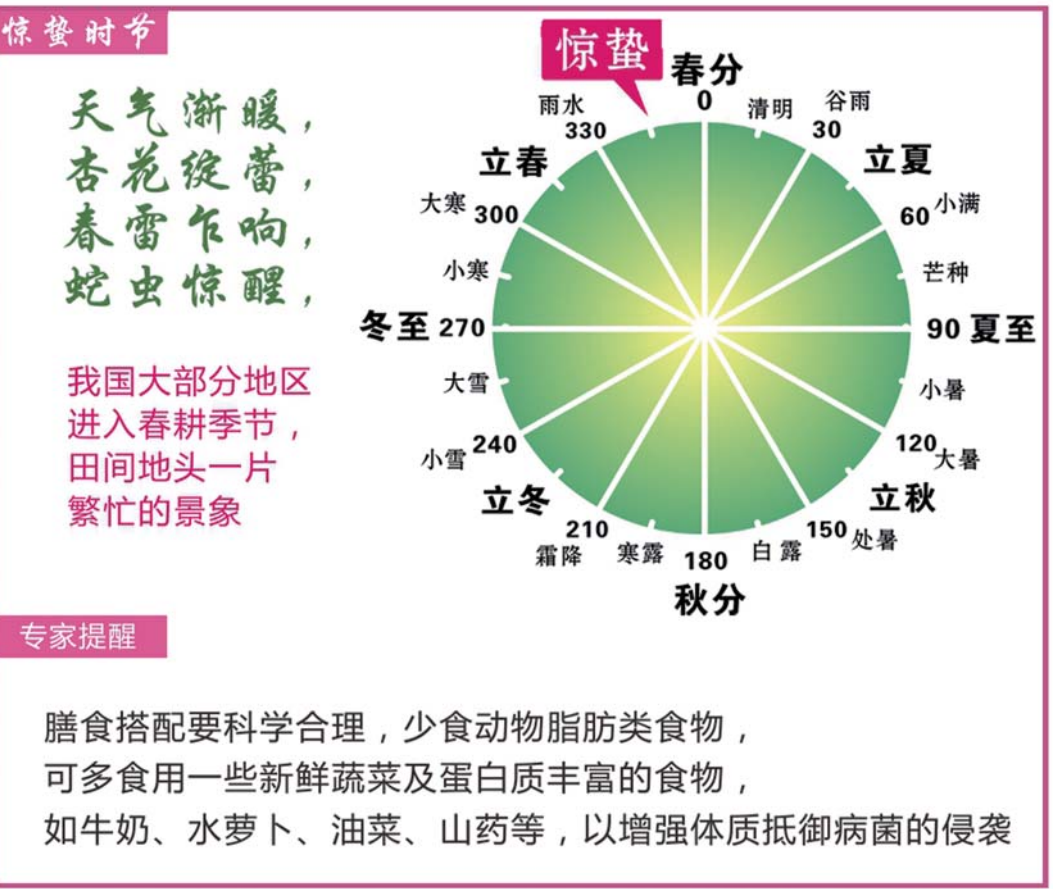 惊蛰时节
天气渐暖，
杏花绽蕾，
春雷乍响，
蛇虫惊醒，
我国大部分地区
进入春耕季节，
田间地头一片
繁忙的景象
惊蛰
春分
0
清明
谷雨
30
立夏
60
小满
芒种
90 夏至
小暑
120
大暑
立秋
150
处暑
白露
180
秋分
寒露
210
霜降
立冬
240
小雪
大雪
冬至 270
小寒
大寒
300
立春
330
雨水
专家提醒
膳食搭配要科学合理，少食动物脂肪类食物，
可多食用一些新鲜蔬菜及蛋白质丰富的食物，
如牛奶、水萝卜、油菜、山药等，以增强体质抵御病菌的侵袭